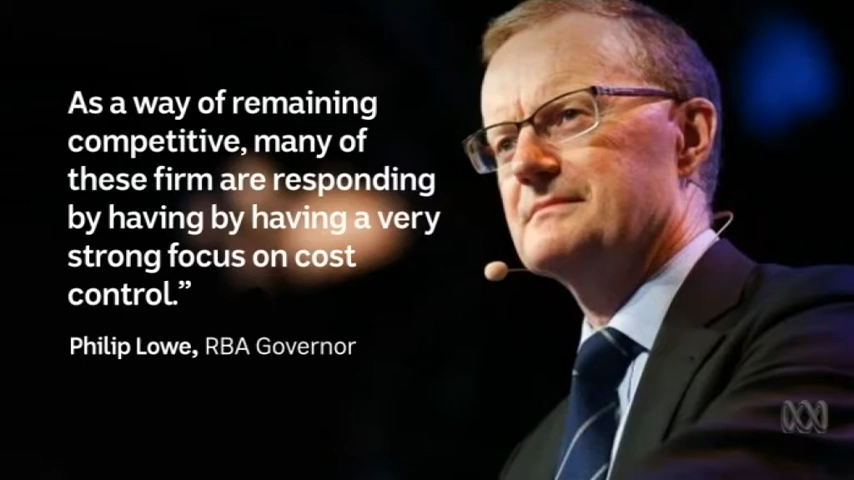 As a way of remaining
competitive, many of
these firm are responding
by having by having a very
strong focus on cost
control.”
Philip Lowe, RBA Governor